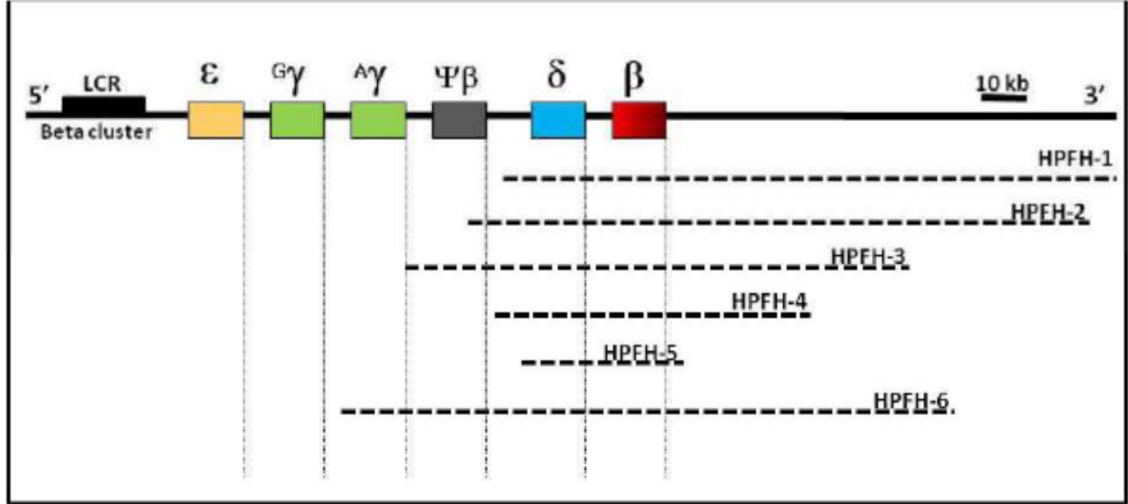 ε Gγ Aγ Ψβ δ β
5′ LCR 10 kb 3′
Beta cluster
HPFH-1
HPFH-2
HPFH-3
HPFH-4
HPFH-5
HPFH-6